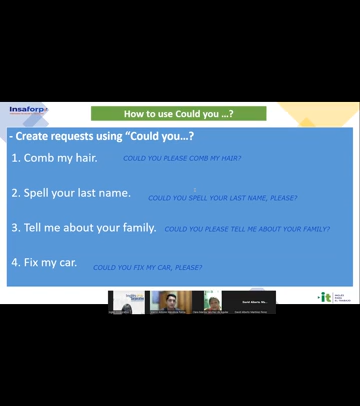 Insaforp
How to use Could you ...?
- Create requests using “Could you…?
1. Comb my hair. COULD YOU PLEASE COMB MY HAIR?
2. Spell your last name. COULD YOU SPELL YOUR LAST NAME, PLEASE?
3. Tell me about your family. COULD YOU PLEASE TELL ME ABOUT YOUR FAMILY?
4. Fix my car. COULD YOU FIX MY CAR, PLEASE?
it